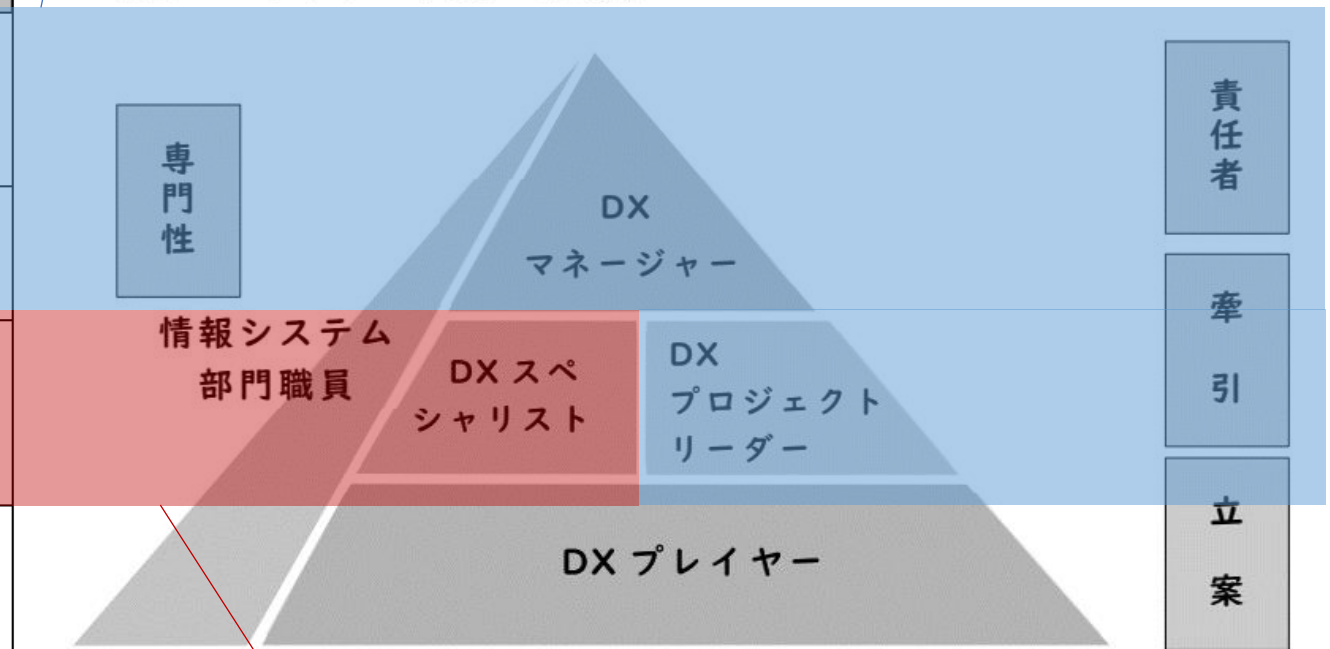 専門性
責任者
DX
マネージャー
牽引
情報システム
部門職員
DX スペ
シャリスト
DX
プロジェクト
リーダー
立案
DX プレイヤー